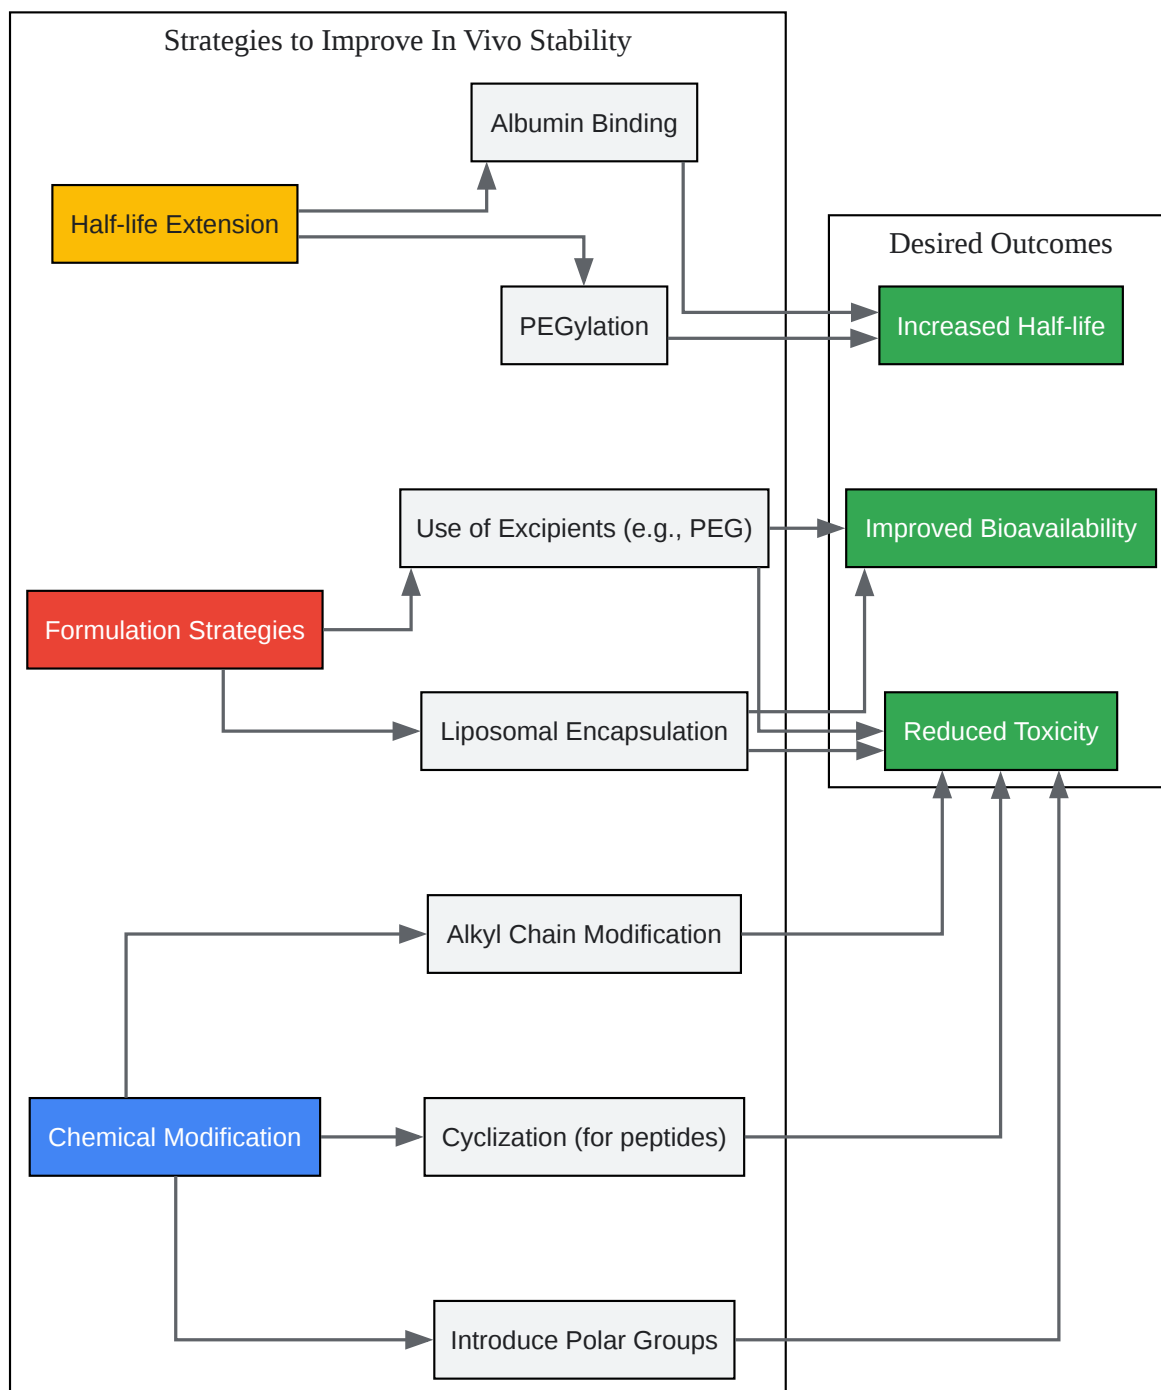 Strategies to Improve In Vivo Stability
Albumin Binding
Half-life Extension
Desired Outcomes
PEGylation
Increased Half-life
Use of Excipients (e.g., PEG)
Improved Bioavailability
Formulation Strategies
Liposomal Encapsulation
Reduced Toxicity
Alkyl Chain Modification
Chemical Modification
Cyclization (for peptides)
Introduce Polar Groups